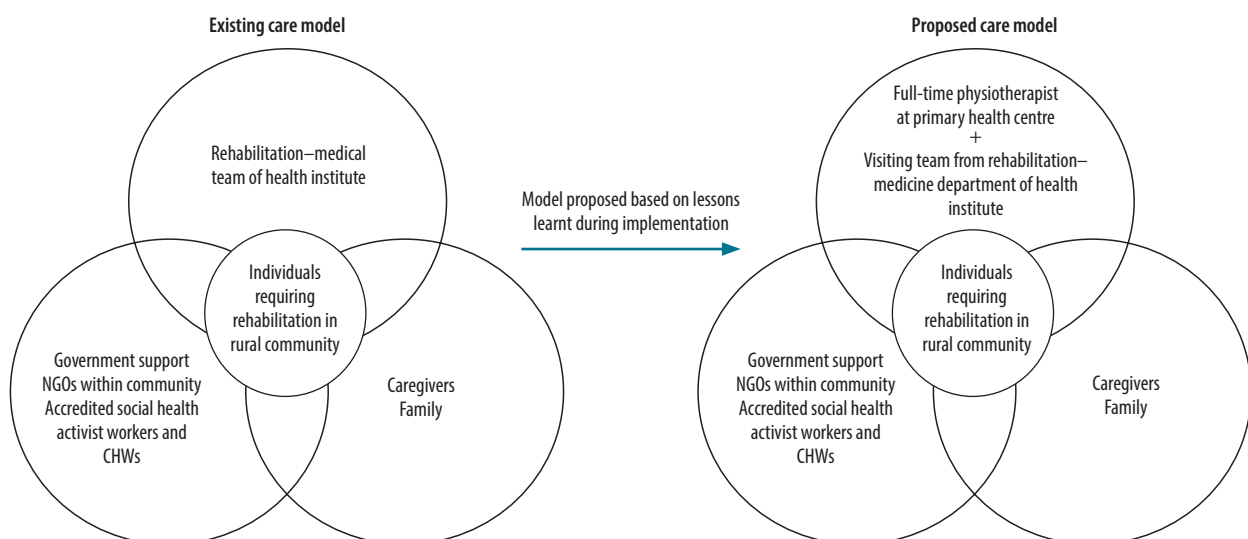 Existing care model
Rehabilitation–medical
team of health institute
Individuals
requiring
rehabilitation in
rural community
Government support
NGOs within community
Accredited social health
activist workers and
CHWs
Caregivers
Family
Model proposed based on lessons
learnt during implementation
Proposed care model
Full-time physiotherapist
at primary health centre
+
Visiting team from rehabilitation–
medicine department of health
institute
Individuals
requiring
rehabilitation in
rural community
Government support
NGOs within community
Accredited social health
activist workers and
CHWs
Caregivers
Family